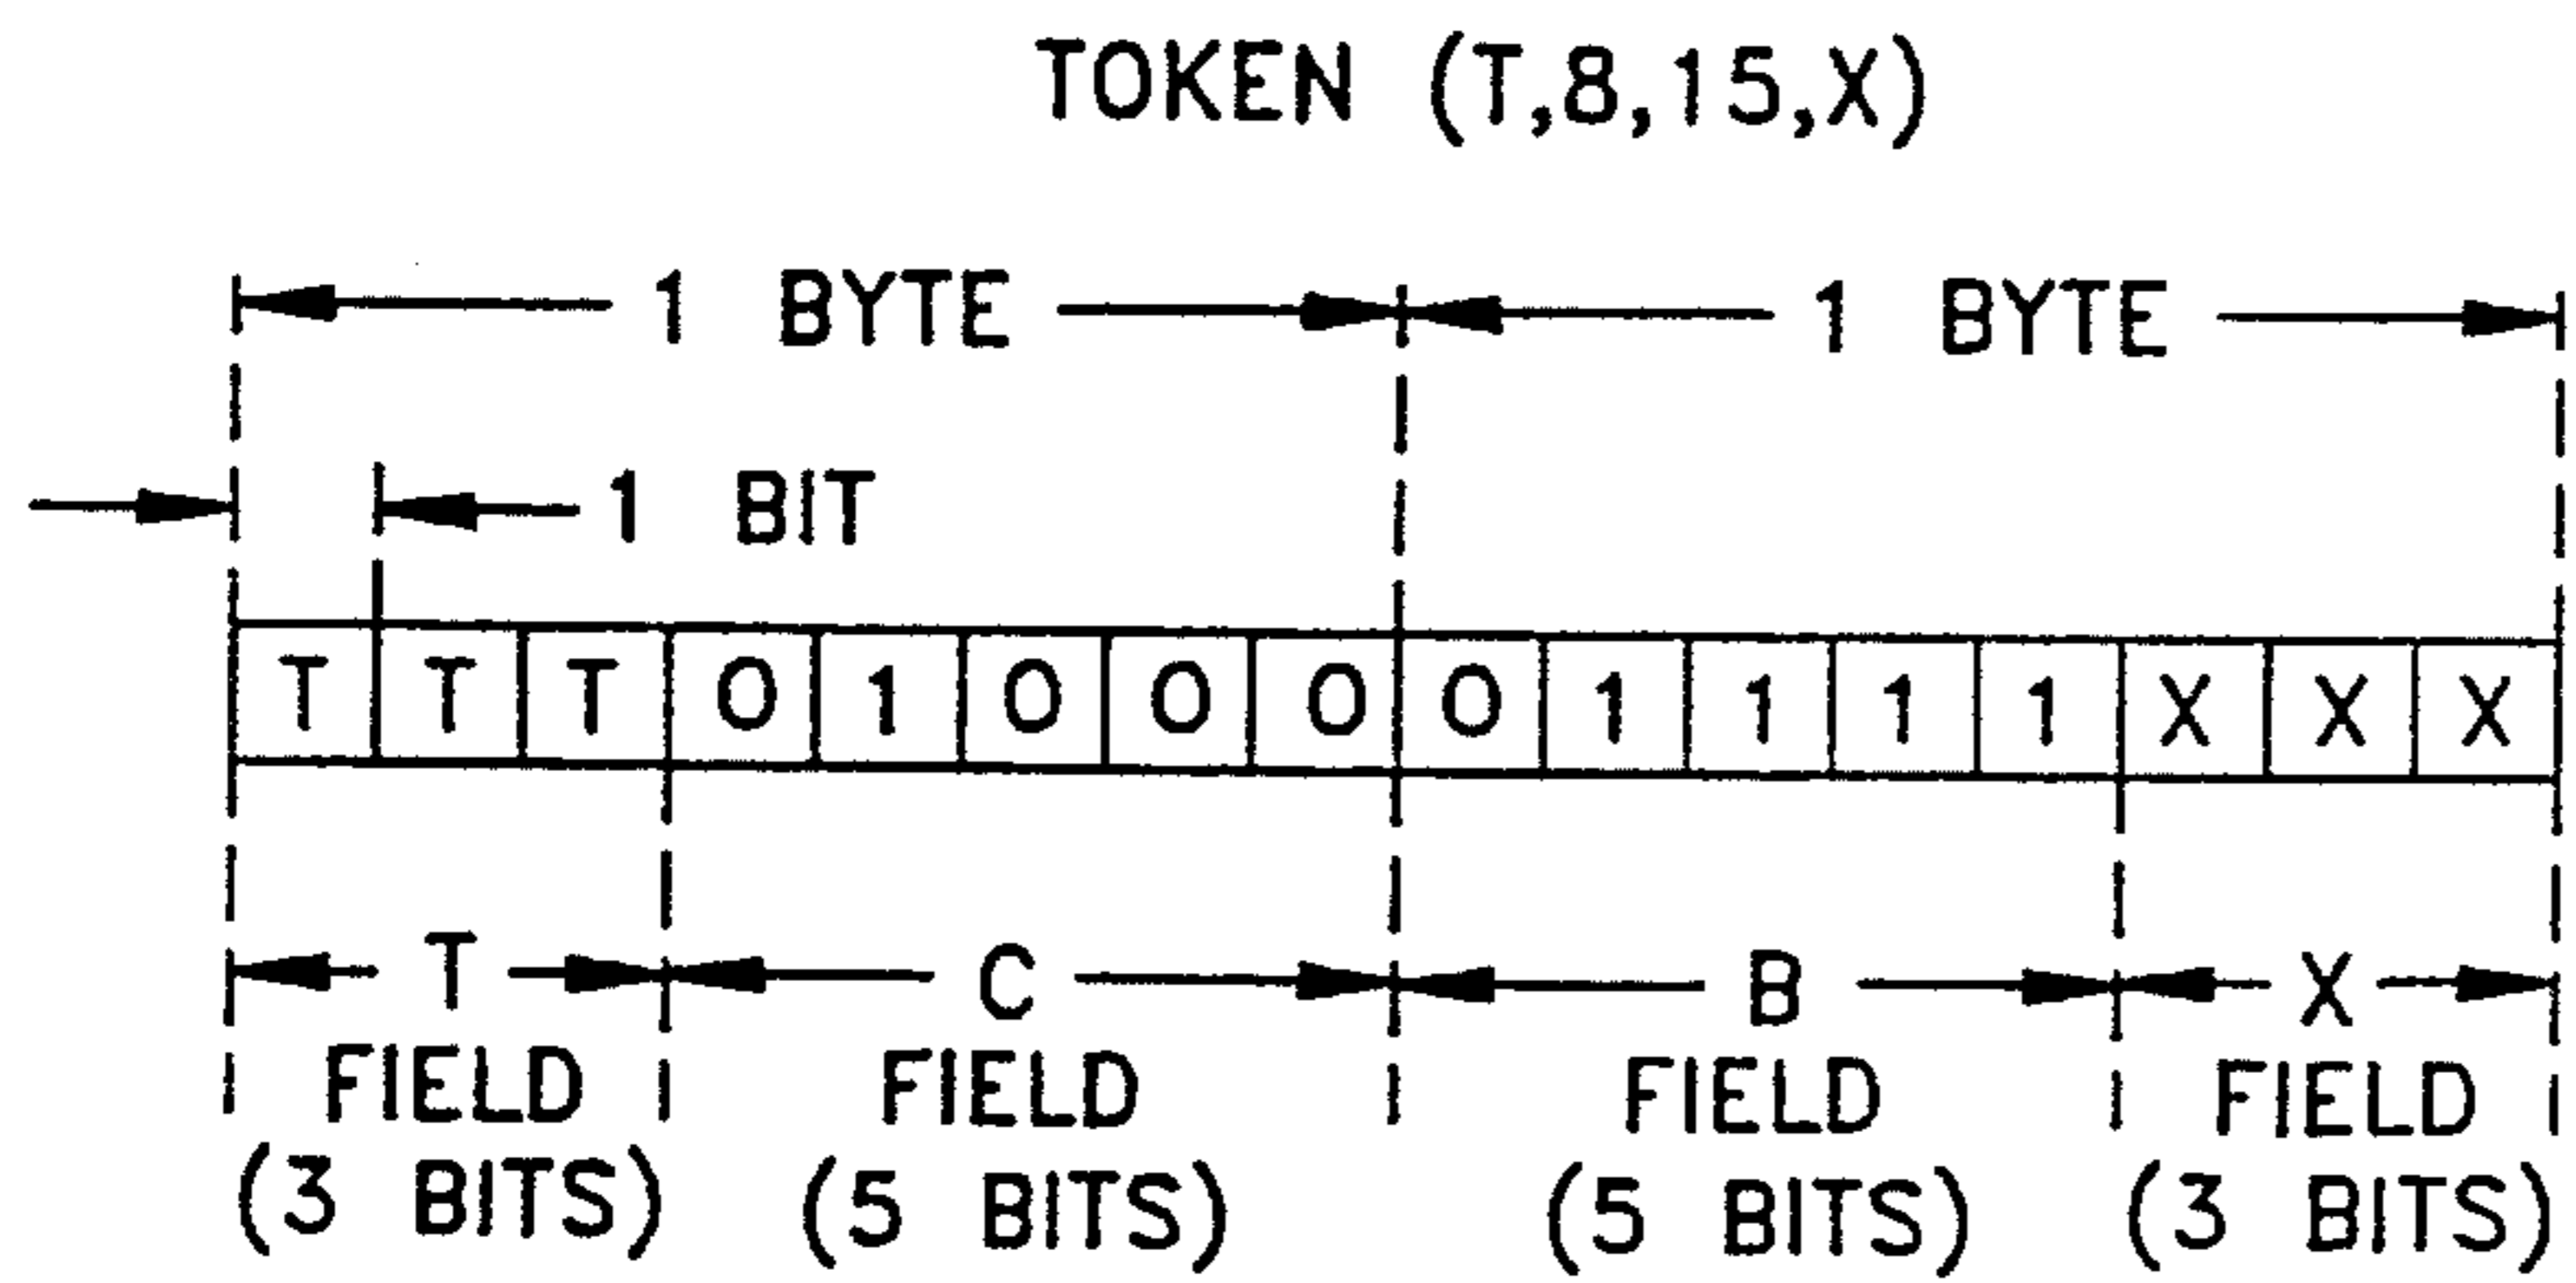 TOKEN (T,8,15,X)
1 BYTE 1 BYTE
1 BIT
T T T 0 1 0 0 0 0 1 1 1 1 X X X
T C B X
FIELD FIELD FIELD FIELD
(3 BITS) (5 BITS) (5 BITS) (3 BITS)